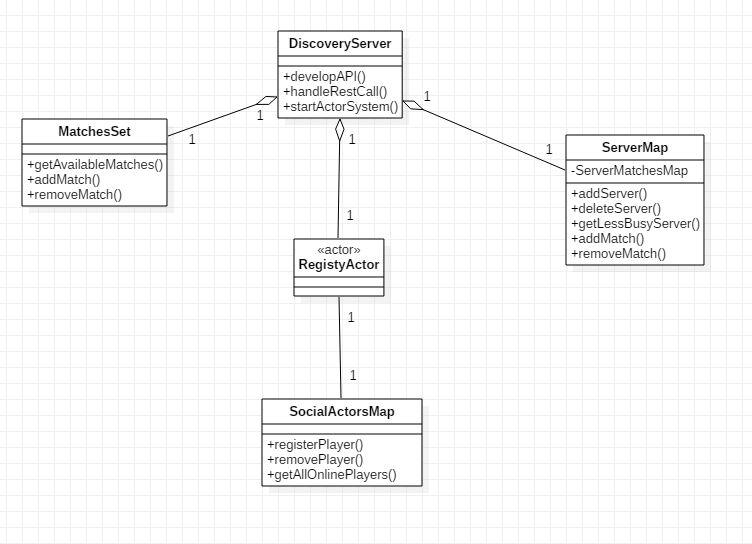 DiscoveryServer
+developAPI()
+handleRestCall()
+startActorSystem()
1
1
1
MatchesSet
+getAvailableMatches()
+addMatch()
+removeMatch()
1
1
ServerMap
-ServerMatchesMap
+addServer()
+deleteServer()
+getLessBusyServer()
+addMatch()
+removeMatch()
1
«actor»
RegistyActor
1
1
SocialActorsMap
+registerPlayer()
+removePlayer()
+getAllOnlinePlayers()